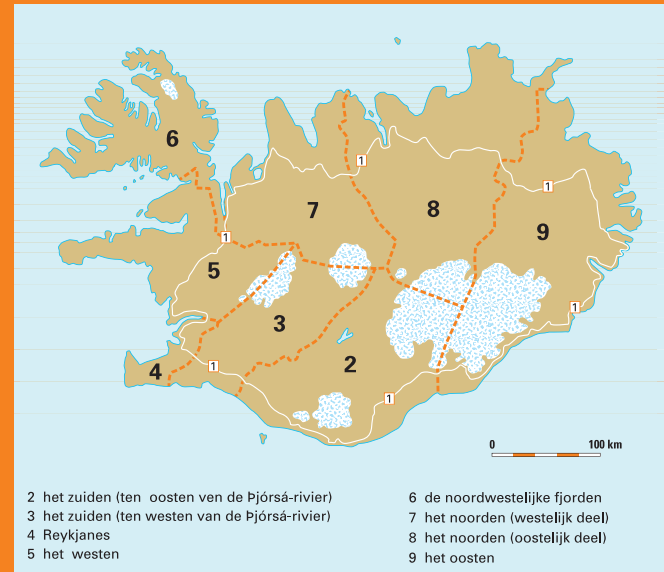 6
1
7
8
1
9
1
5
3
1
4
2
1
1
0 100 km
2 het zuiden (ten oosten ven de Þjórsá-rivier)
3 het zuiden (ten westen van de Þjórsá-rivier)
4 Reykjanes
5 het westen
6 de noordwestelijke fjorden
7 het noorden (westelijk deel)
8 het noorden (oostelijk deel)
9 het oosten